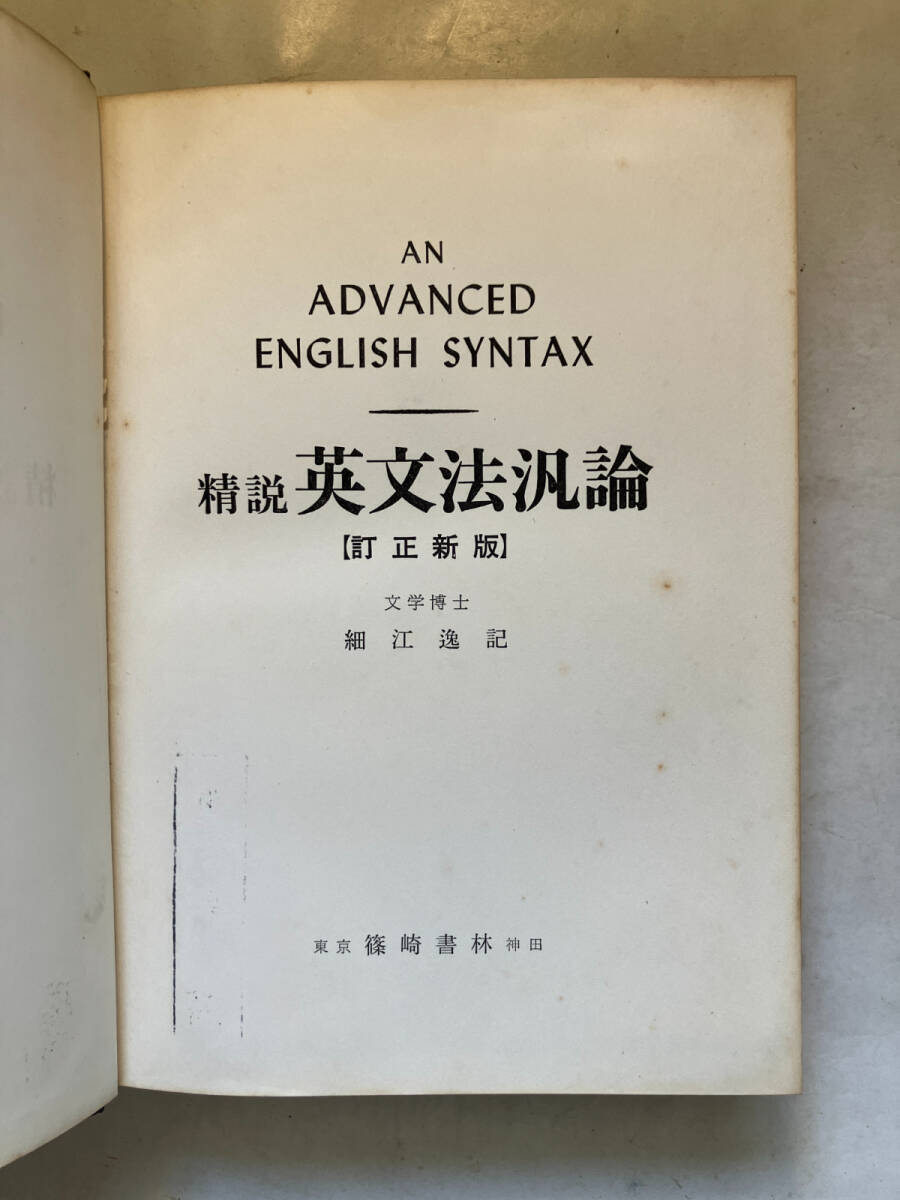 AN
ADVANCED
ENGLISH SYNTAX
精説 英文法汎論
【訂正新版】
文学博士
細江逸記
東京 篠崎書林 神田